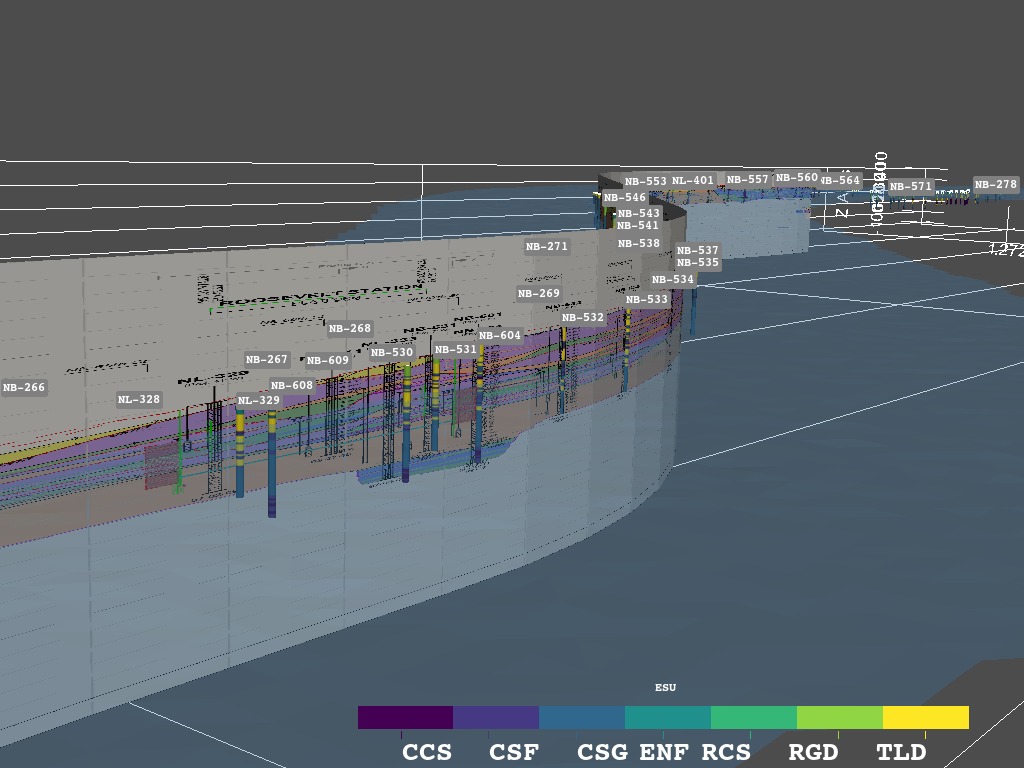 NB-553
NL-401
NB-557
NB-560
NB-564
NB-571
NB-278
NB-546
NB-543
NB-541
NB-538
NB-271
NB-537
NB-535
NB-534
NB-269
NB-533
NB-532
NB-268
NB-604
NB-530
NB-531
NB-267
NB-609
NB-266
NB-608
NL-328
NL-329
ROOSEVELT STATION
ESU
CCS CSF CSG ENF RCS RGD TLD